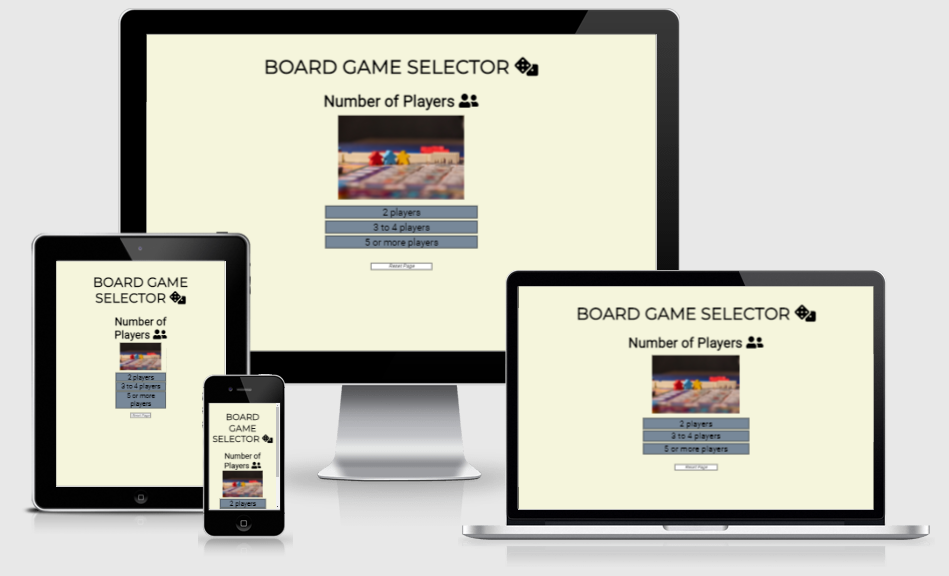 BOARD GAME SELECTOR
Number of Players
2 players
3 to 4 players
5 or more players
Reset Page
BOARD GAME
SELECTOR
Number of
Players
2 players
3 to 4 players
5 or more
players
Reset Page
BOARD
GAME
SELECTOR
Number of
Players
2 players
BOARD GAME SELECTOR
Number of Players
2 players
3 to 4 players
5 or more players
Reset Page